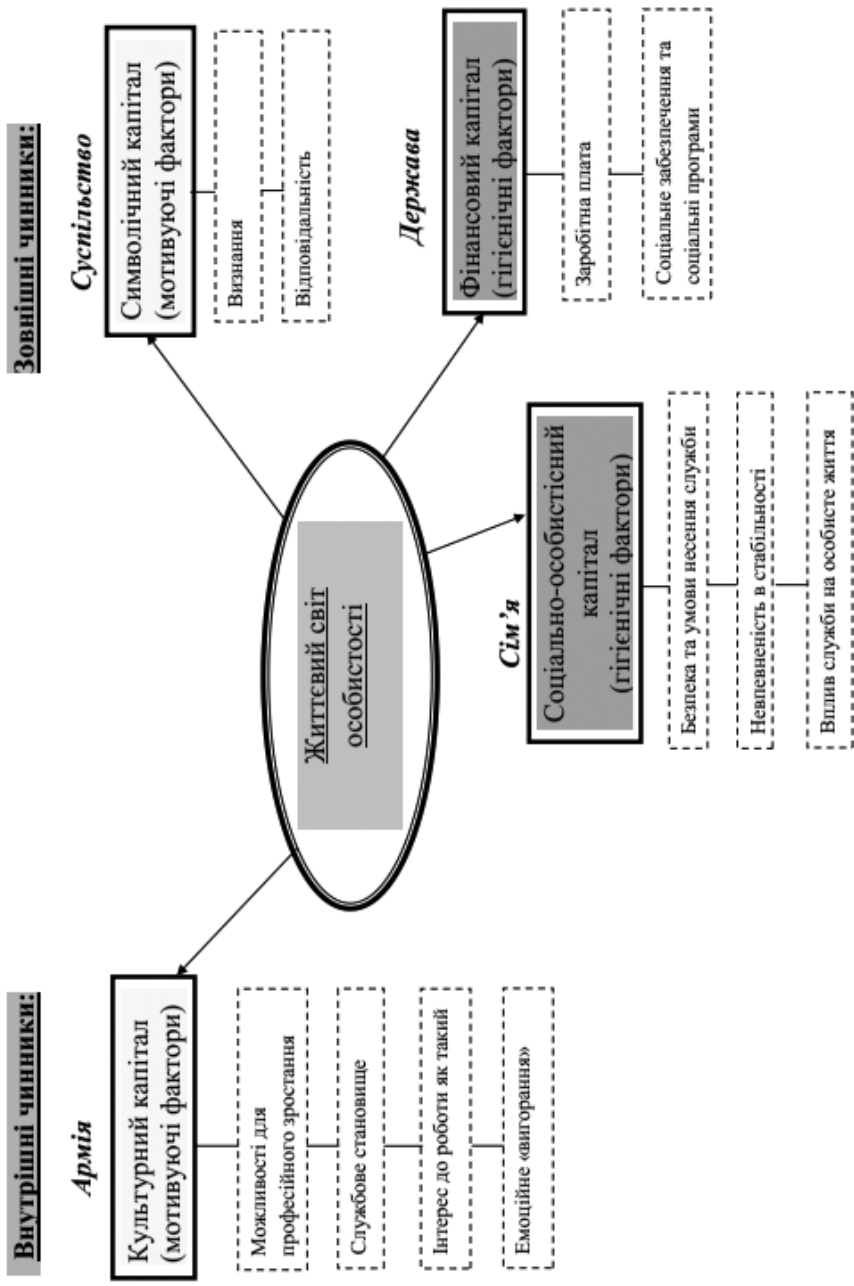 Внутрішні чинники:
Зовнішні чинники:
Армія
Культурний капітал
(мотивуючі фактори)
Можливості для
професійного зростання
Службове становище
Інтерес до роботи як такий
Емоційне «вигорання»
Життєвий світ
особистості
Суспільство
Символічний капітал
(мотивуючі фактори)
Визнання
Відповідальність
Сім’я
Соціально-особистісний
капітал
(гігієнічні фактори)
Безпека та умови несення служби
Невпевненість в стабільності
Вплив служби на особисте життя
Держава
Фінансовий капітал
(гігієнічні фактори)
Заробітна плата
Соціальне забезпечення та
соціальні програми